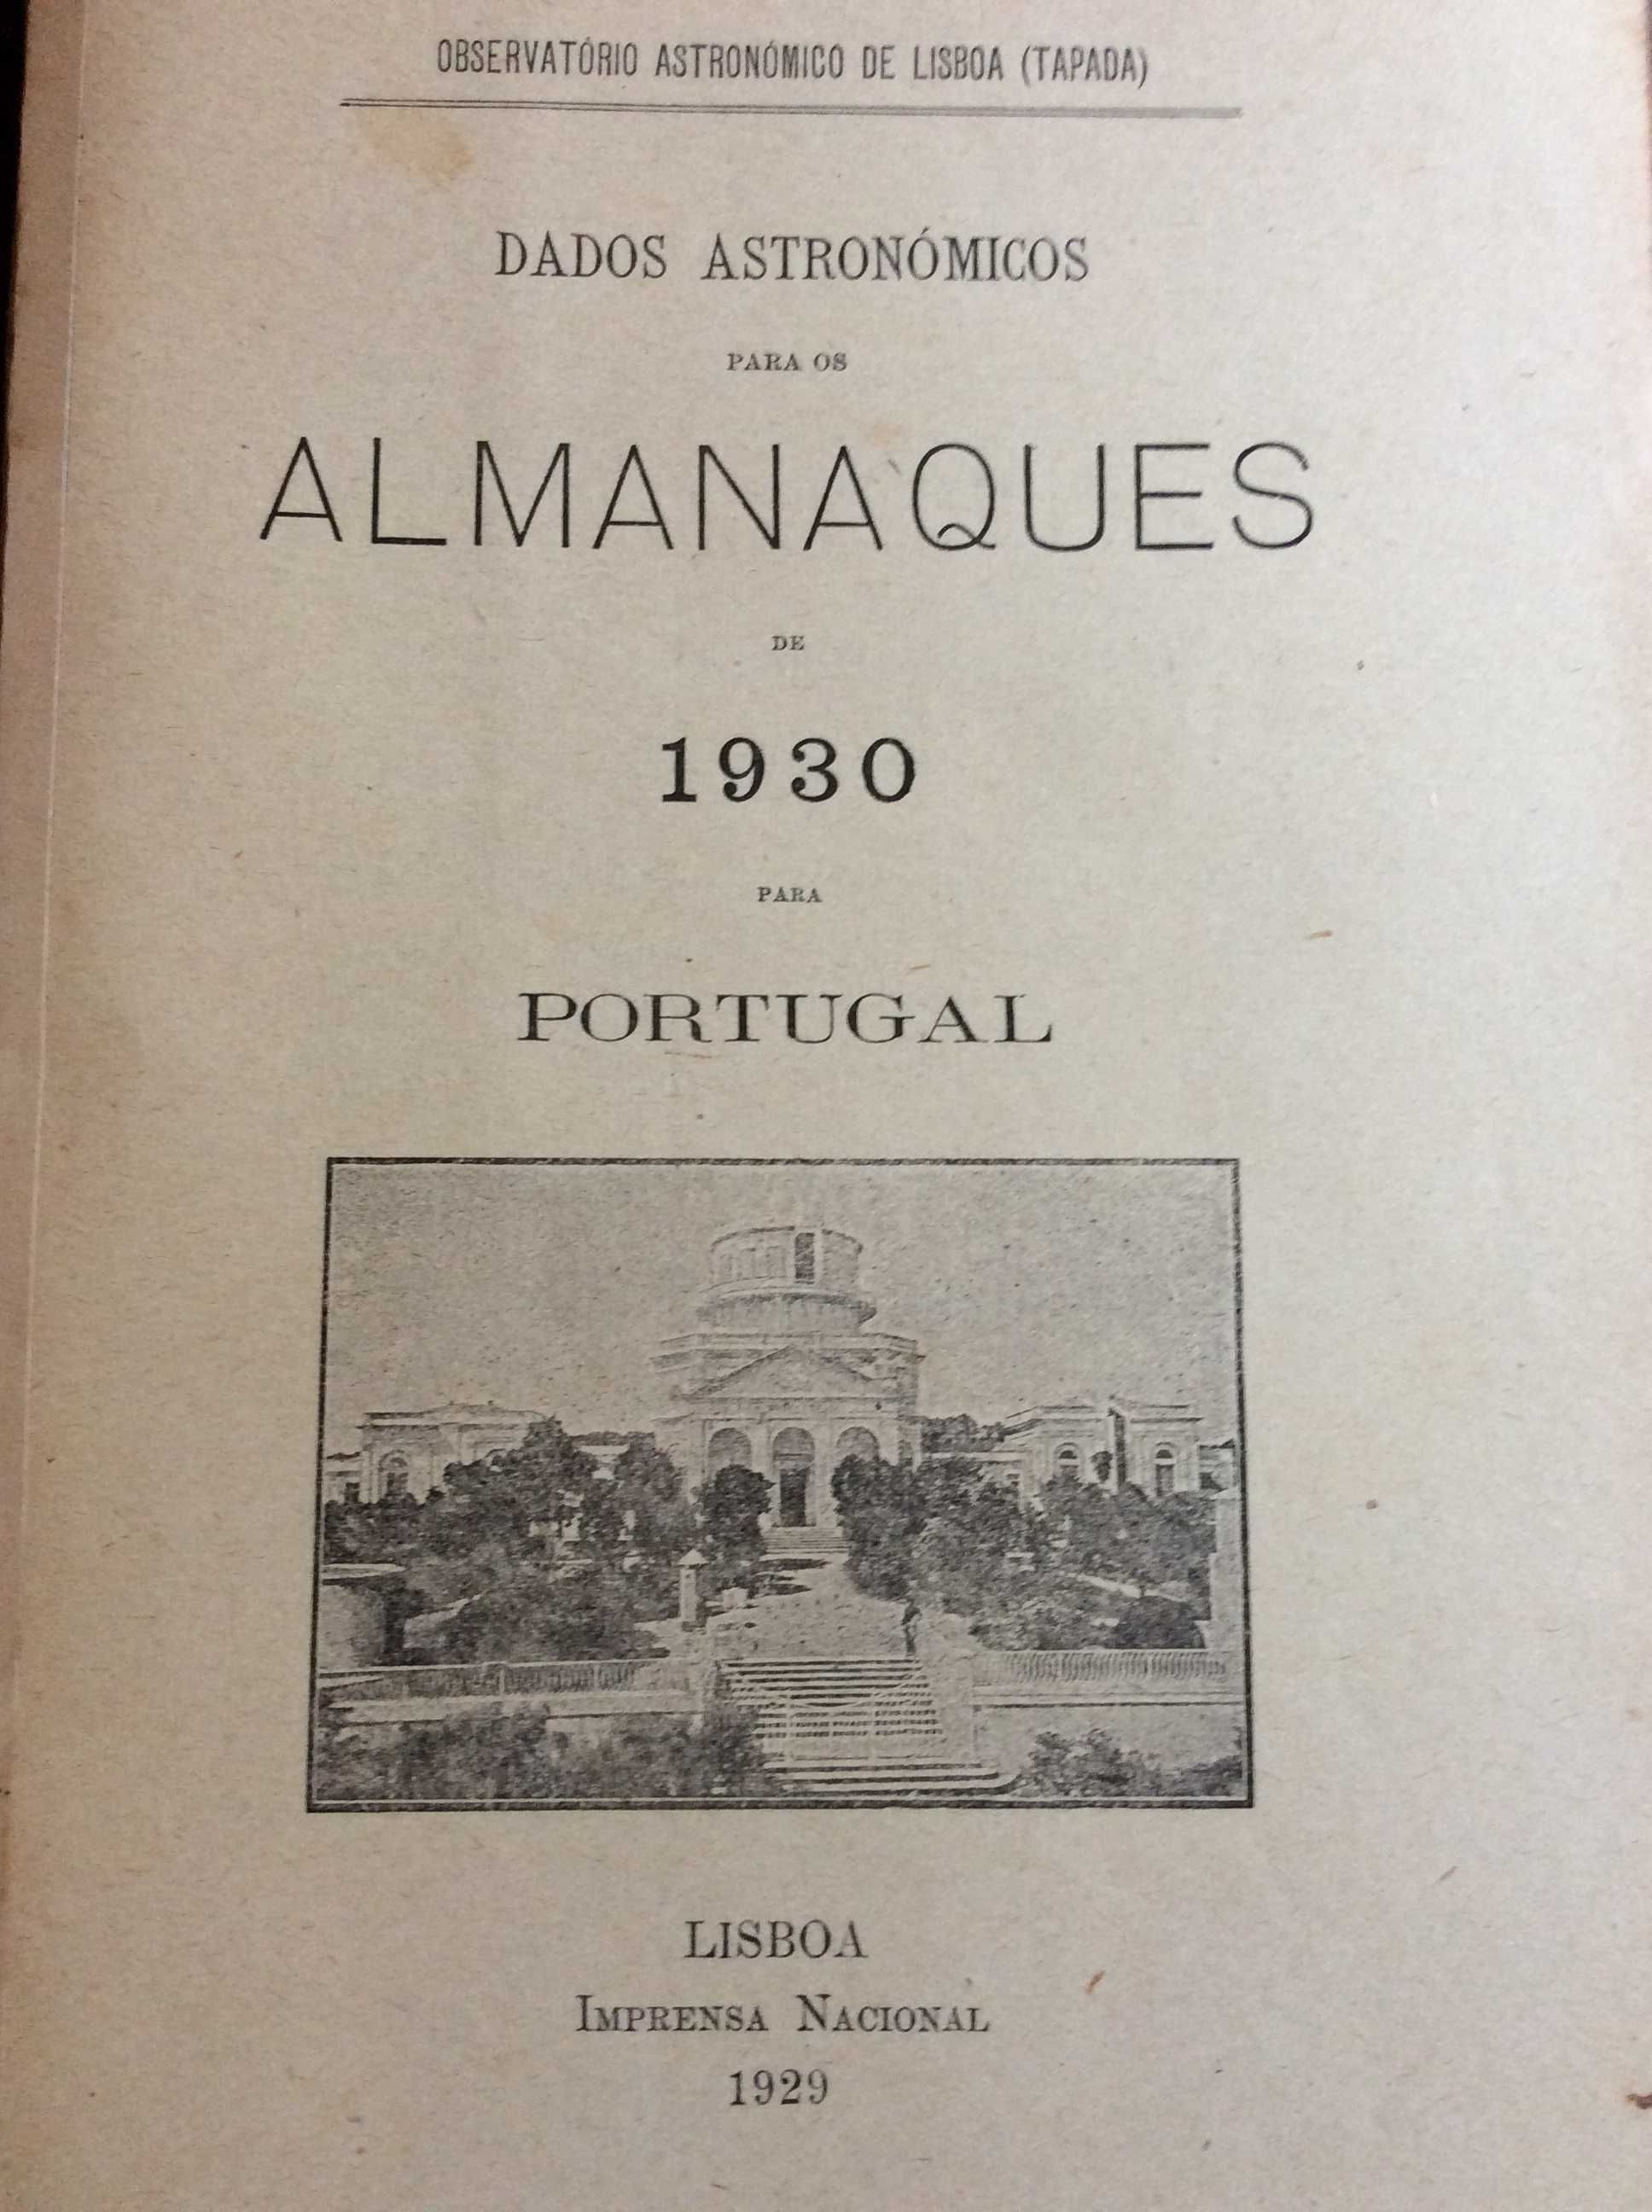 OBSERVATÓRIO ASTRONÓMICO DE LISBOA (TAPADA)
DADOS ASTRONÓMICOS
PARA OS
ALMANAQUES
DE
1930
PARA
PORTUGAL
LISBOA
IMPRENSA NACIONAL
1929